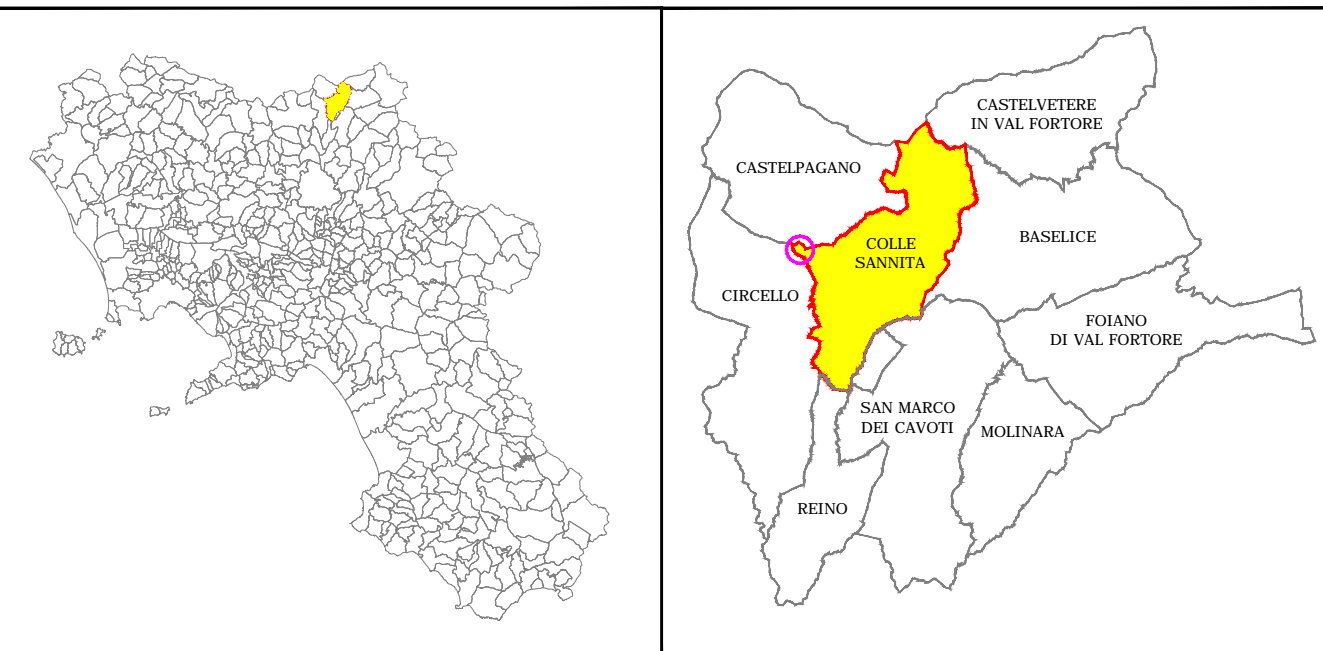 CASTELVETERE
IN VAL FORTORE
CASTELPAGANO
BASELICE
COLLE
SANNITA
CIRCELLO
FOIANO
DI VAL FORTORE
SAN MARCO
DEI CAVOTI
MOLINARA
REINO